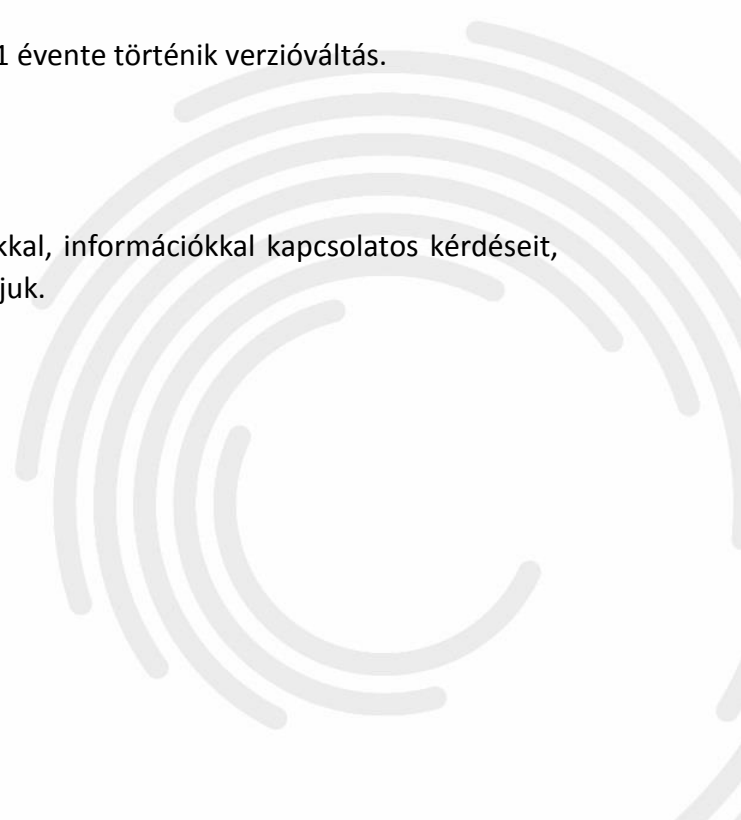 1 évente történik verzióváltás.
kkal, információkkal kapcsolatos kérdéseit,
juk.